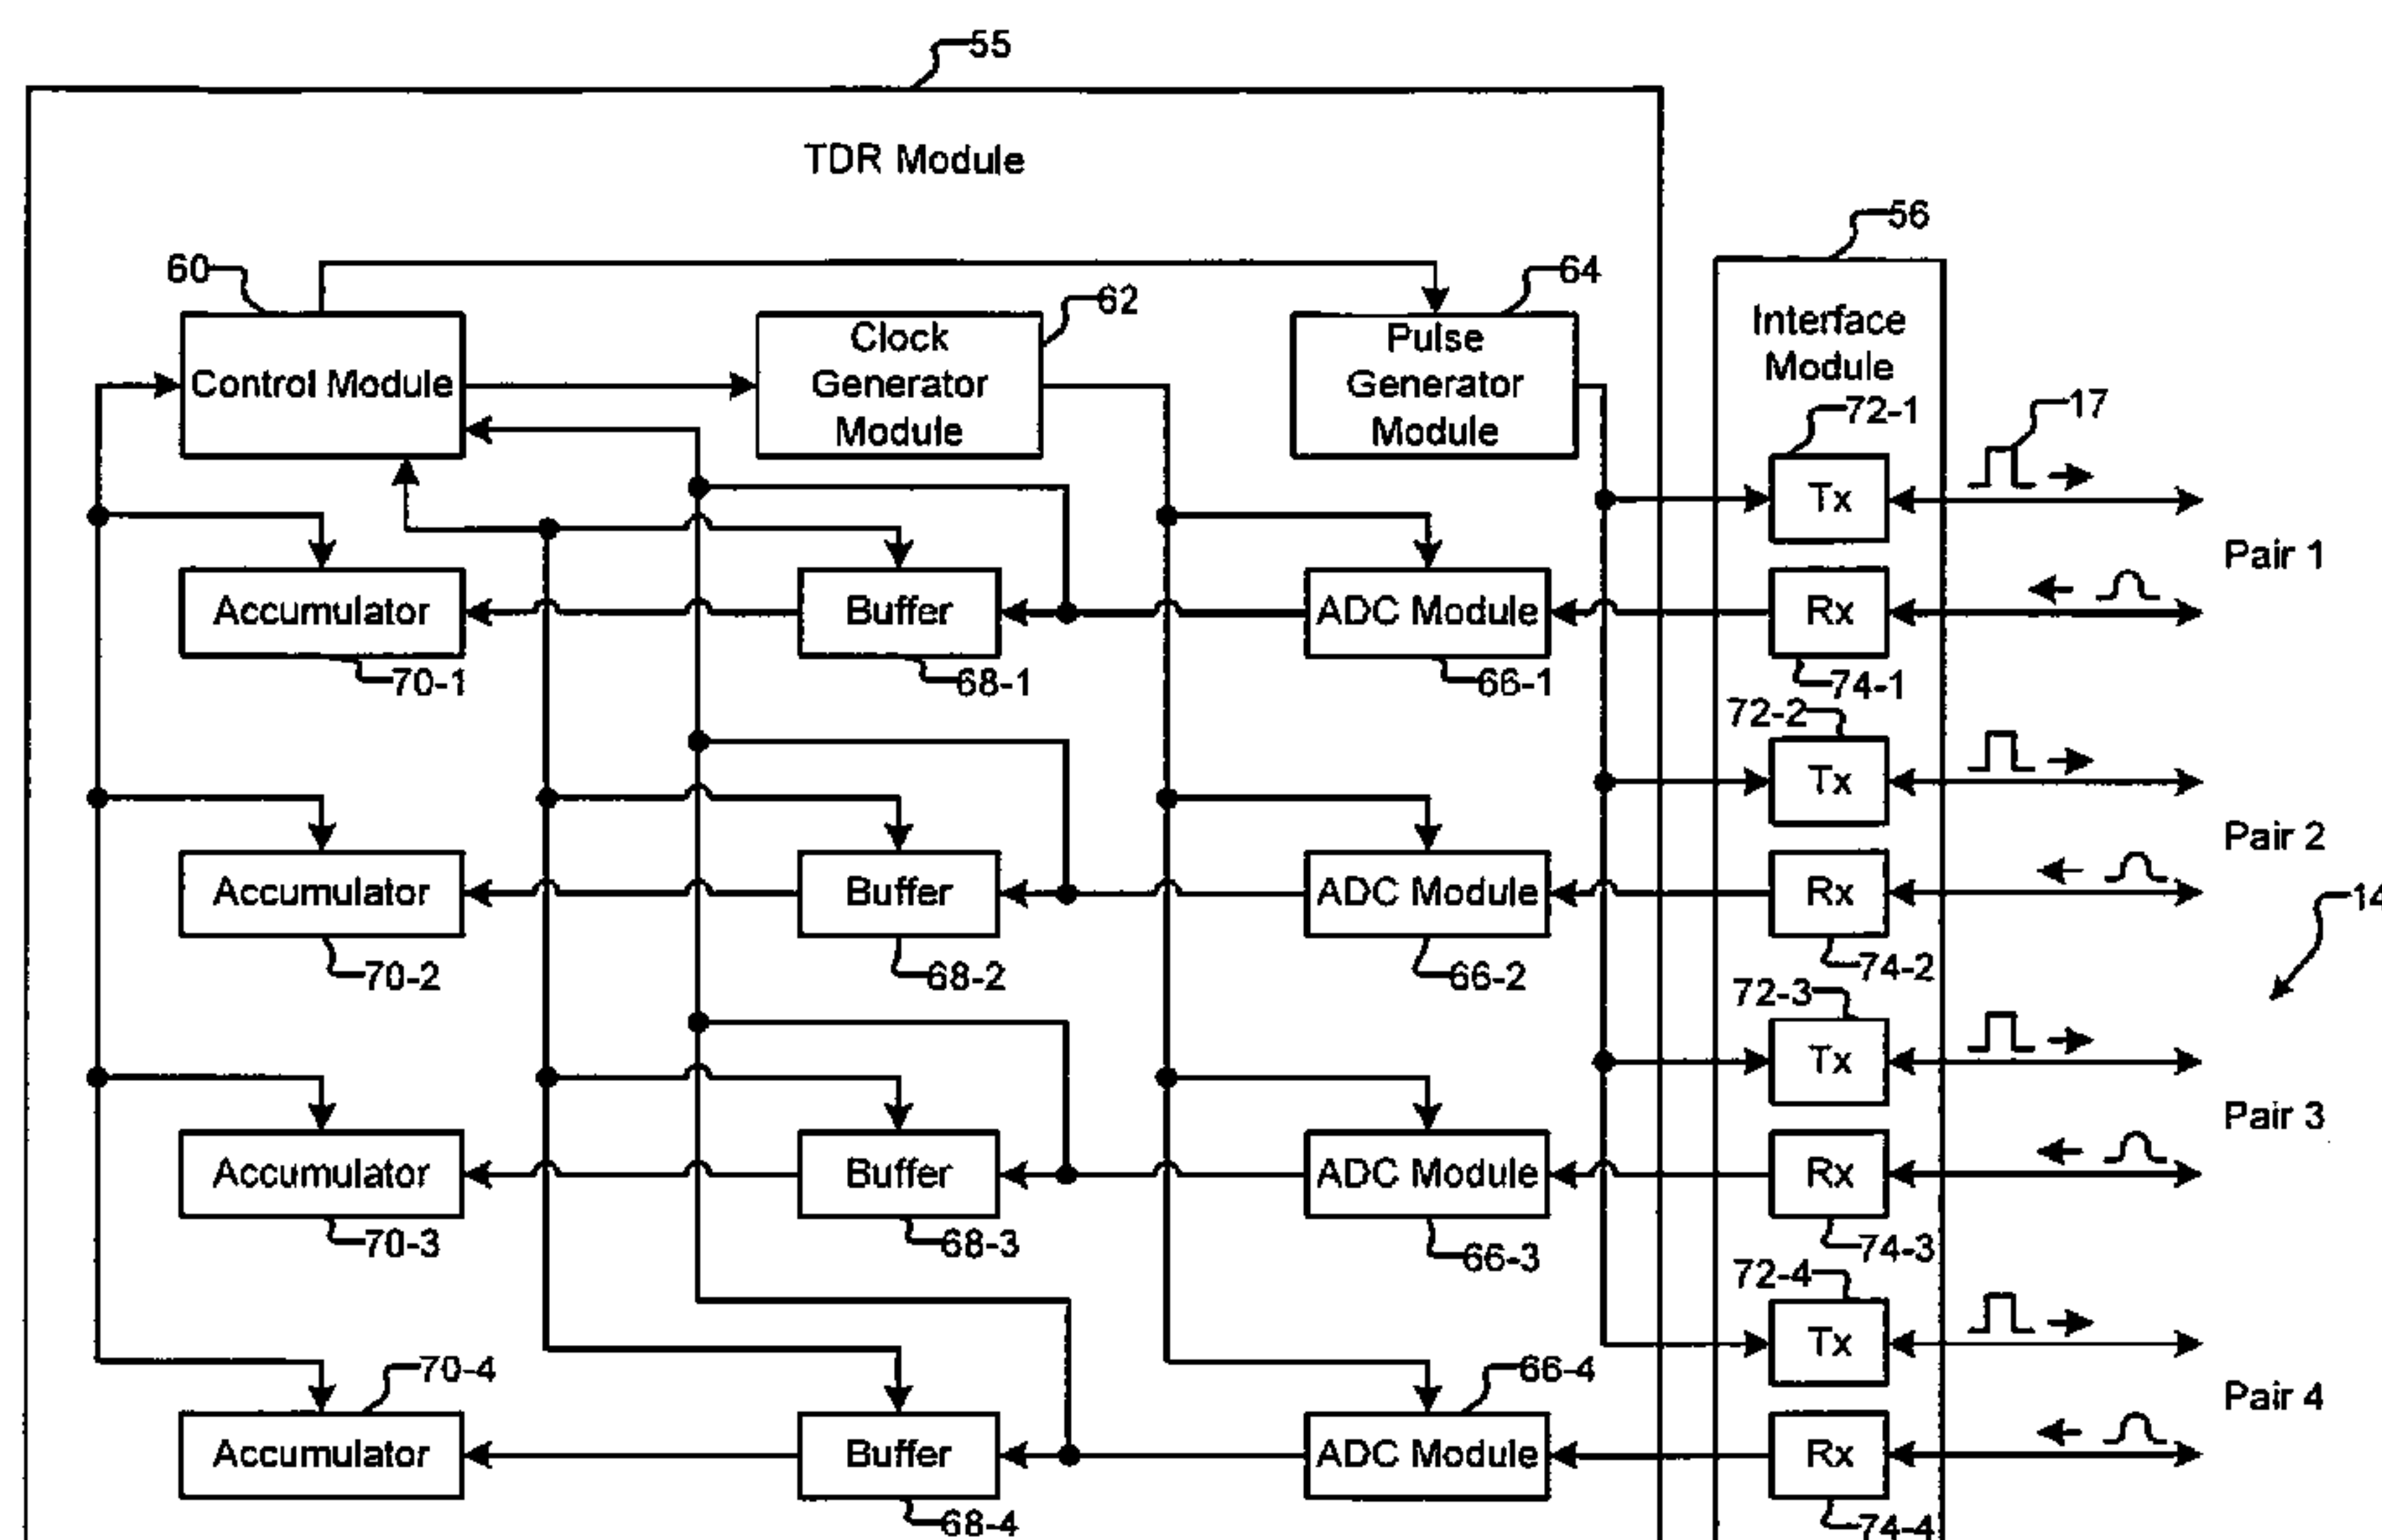 55
TDR Module
56
60
62
64
Control Module
Clock
Generator
Module
Pulse
Generator
Module
Interface
Module
72-1
17
Tx
Pair 1
Accumulator
Buffer
ADC Module
Rx
70-1
68-1
66-1
74-1
72-2
Tx
Pair 2
Accumulator
Buffer
ADC Module
Rx
14
70-2
68-2
66-2
74-2
72-3
Tx
Pair 3
Accumulator
Buffer
ADC Module
Rx
70-3
68-3
66-3
74-3
72-4
Tx
70-4
66-4
Pair 4
Accumulator
Buffer
ADC Module
Rx
68-4
74-4